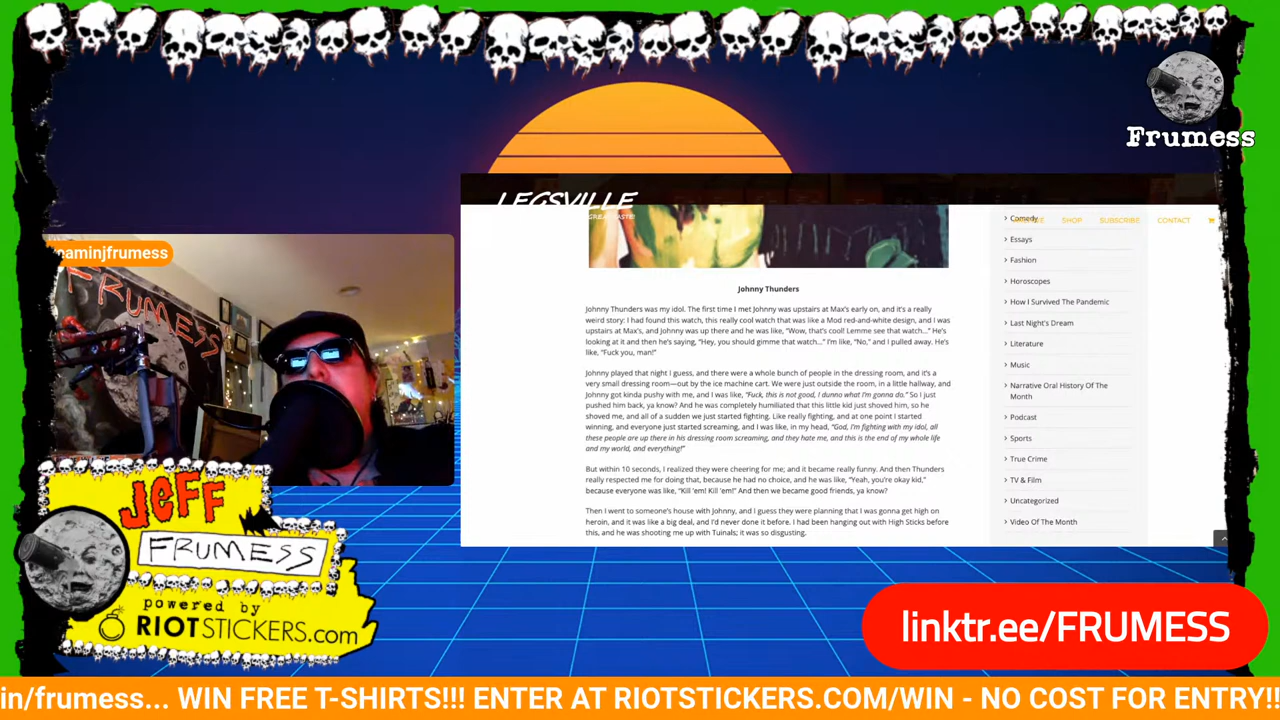 Frumess
LEGSVILLE
GREAT TASTE!
SHOP
SUBSCRIBE
CONTACT
eaminjfrumess
FRUMESS
Comedy
Essays
Fashion
Horoscopes
How I Survived The Pandemic
Last Night's Dream
Literature
Music
Narrative Oral History Of The
Month
Podcast
Sports
True Crime
TV & Film
Uncategorized
Video Of The Month
Johnny Thunders
Johnny Thunders was my idol. The first time I met Johnny was upstairs at Max's early on, and it's a really
weird story: I had found this watch, this really cool watch that was like a Mod red-and-white design, and I was
upstairs at Max's, and Johnny was up there and he was like, "Wow, that's cool! Lemme see that watch..." He's
looking at it and then he's saying, "Hey, you should gimme that watch..." I'm like, "No," and I pulled away. He's
like, "Fuck you, man!"
Johnny played that night I guess, and there were a whole bunch of people in the dressing room, and it's a
very small dressing room—out by the ice machine cart. We were just outside the room, in a little hallway, and
Johnny got kinda pushy with me, and I was like, "Fuck, this is not good, I dunno what I'm gonna do." So I just
pushed him back, ya know? And he was completely humiliated that this little kid just shoved him, so he
shoved me, and all of a sudden we just started fighting. Like really fighting, and at one point I started
winning, and everyone just started screaming, and I was like, in my head, "God, I'm fighting with my idol, all
these people are up there in his dressing room screaming, and they hate me, and this is the end of my whole life
and my world, and everything!"
But within 10 seconds, I realized they were cheering for me; and it became really funny. And then Thunders
really respected me for doing that, because he had no choice, and he was like, "Yeah, you're okay kid,"
because everyone was like, "Kill 'em! Kill 'em!" And then we became good friends, ya know?
Then I went to someone's house with Johnny, and I guess they were planning that I was gonna get high on
heroin, and it was like a big deal, and I'd never done it before. I had been hanging out with High Sticks before
this, and he was shooting me up with Tuinals; it was so disgusting.
JEFF
FRUMESS
powered by
RIOTSTICKERS.com
linktr.ee/FRUMESS
in/frumess... WIN FREE T-SHIRTS!!! ENTER AT RIOTSTICKERS.COM/WIN - NO COST FOR ENTRY!!